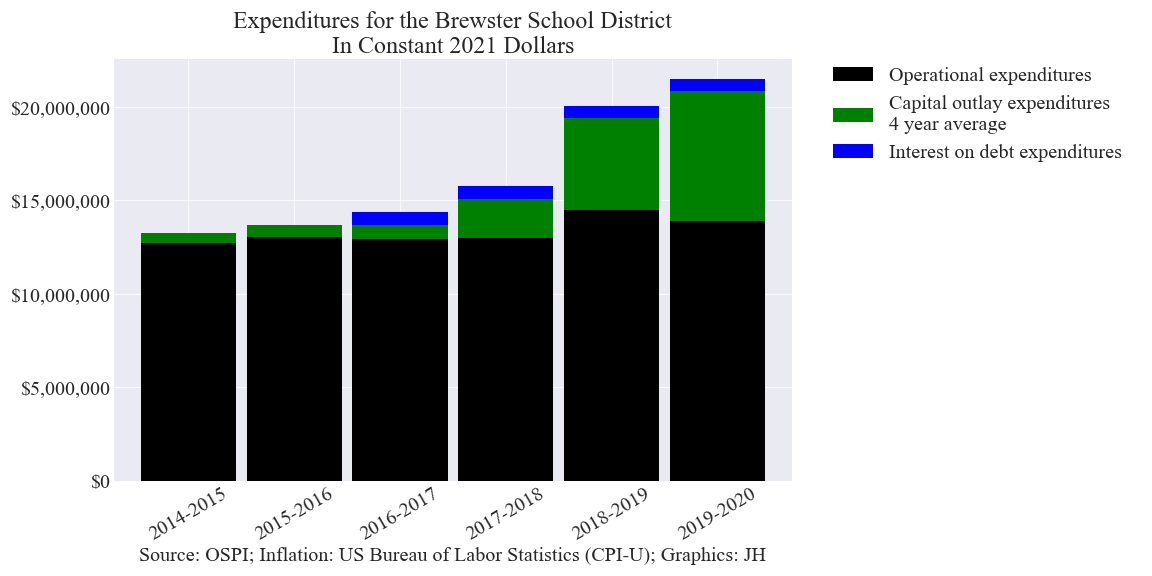 Expenditures for the Brewster School District
In Constant 2021 Dollars
Operational expenditures
Capital outlay expenditures
4 year average
Interest on debt expenditures
$20,000,000
$15,000,000
$10,000,000
$5,000,000
$0
2014-2015
2015-2016
2016-2017
2017-2018
2018-2019
2019-2020
Source: OSPI; Inflation: US Bureau of Labor Statistics (CPI-U); Graphics: JH